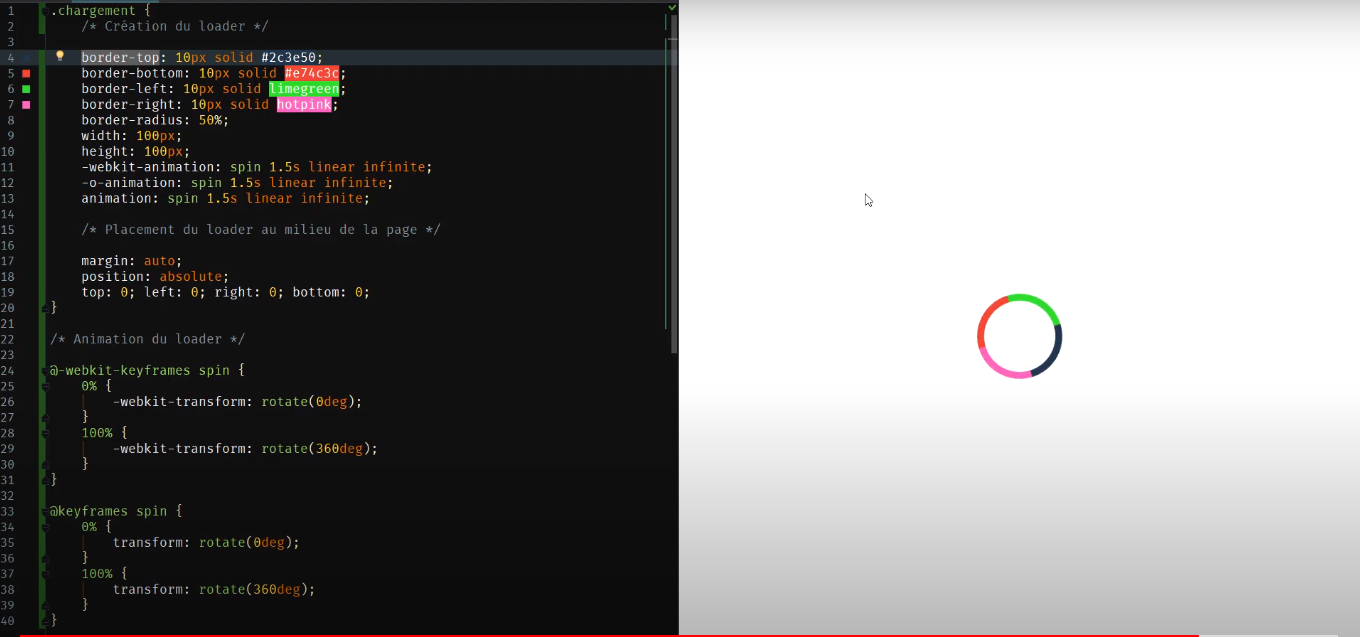 1 .chargement {
2 /* Création du loader */
3
4 border-top: 10px solid #2c3e50;
5 border-bottom: 10px solid #e74c3c;
6 border-left: 10px solid limegreen;
7 border-right: 10px solid hotpink;
8 border-radius: 50%;
9 width: 100px;
10 height: 100px;
11 -webkit-animation: spin 1.5s linear infinite;
12 -o-animation: spin 1.5s linear infinite;
13 animation: spin 1.5s linear infinite;
14
15 /* Placement du loader au milieu de la page */
16
17 margin: auto;
18 position: absolute;
19 top: 0; left: 0; right: 0; bottom: 0;
20 }
21
22 /* Animation du loader */
23
24 @-webkit-keyframes spin {
25 0% {
26 -webkit-transform: rotate(0deg);
27 }
28 100% {
29 -webkit-transform: rotate(360deg);
30 }
31 }
32
33 @keyframes spin {
34 0% {
35 transform: rotate(0deg);
36 }
37 100% {
38 transform: rotate(360deg);
39 }
40 }